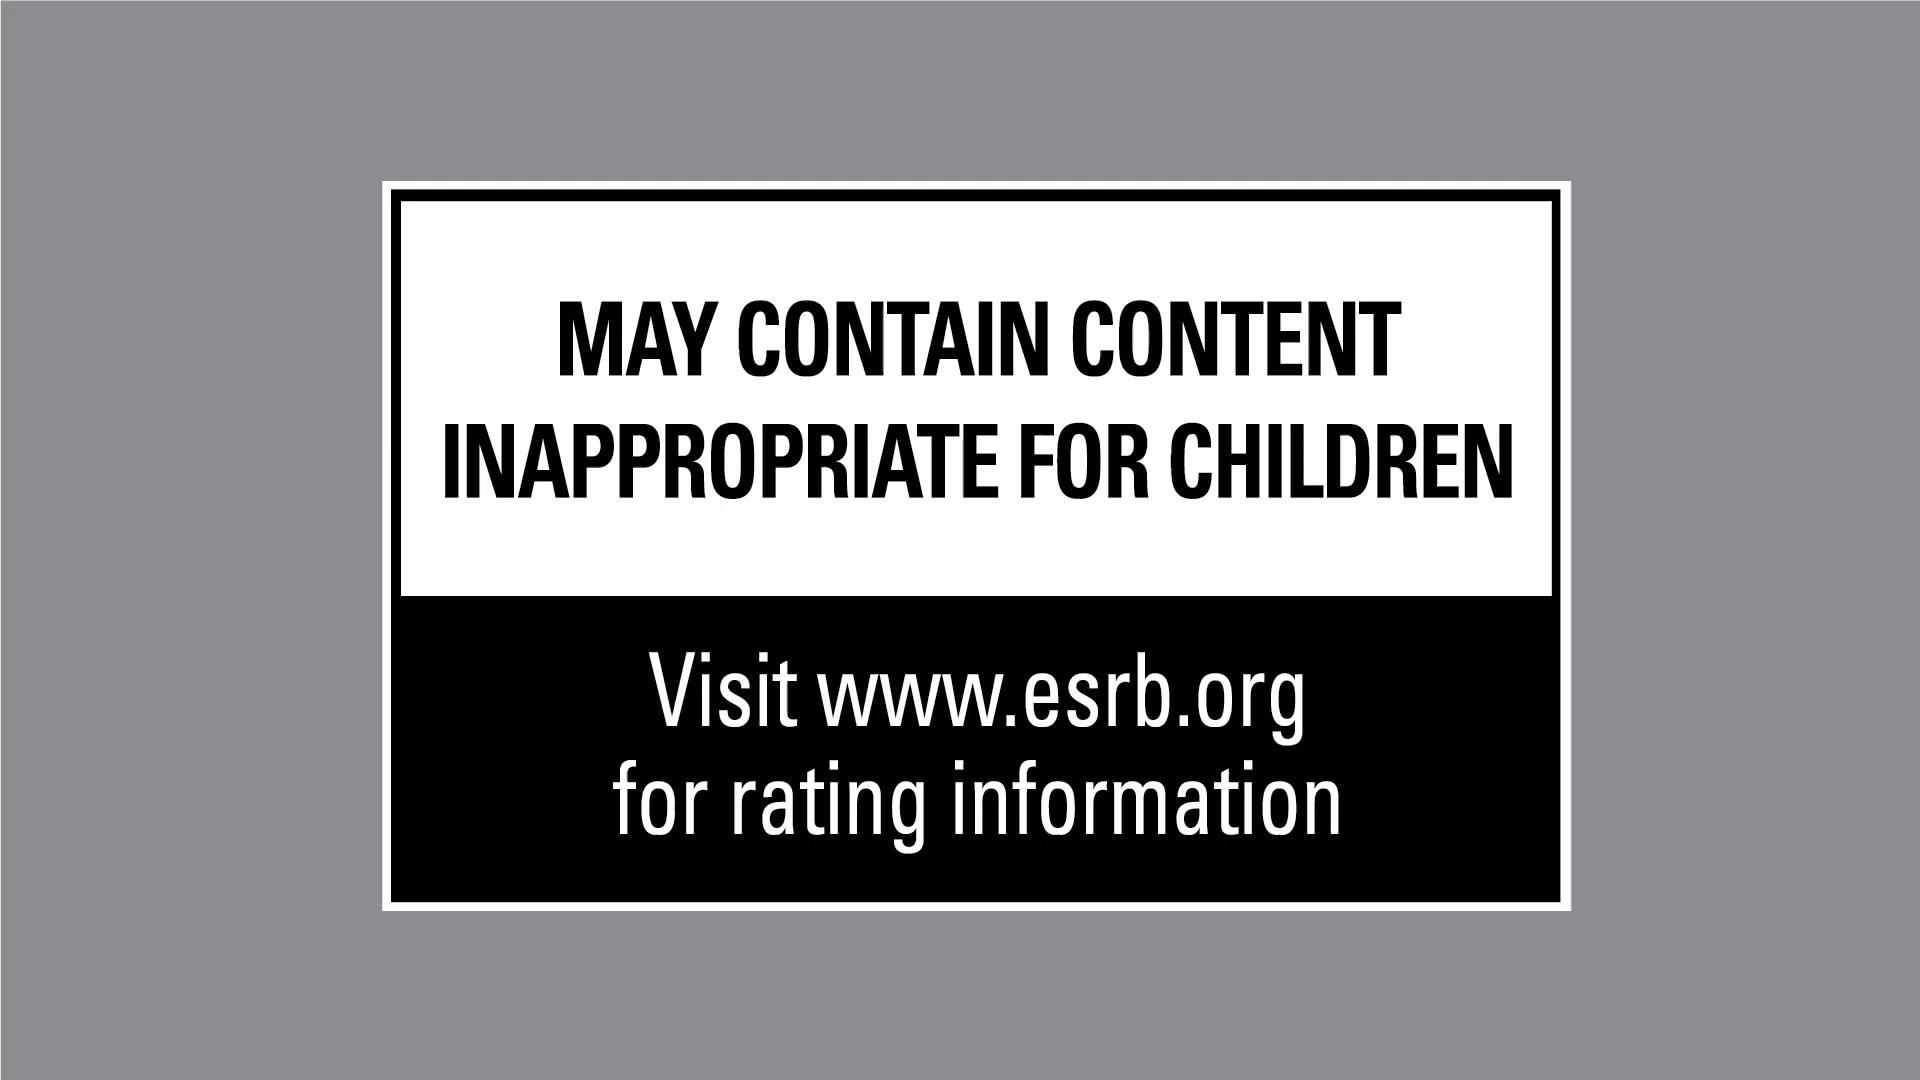 MAY CONTAIN CONTENT
INAPPROPRIATE FOR CHILDREN
Visit www.esrb.org
for rating information